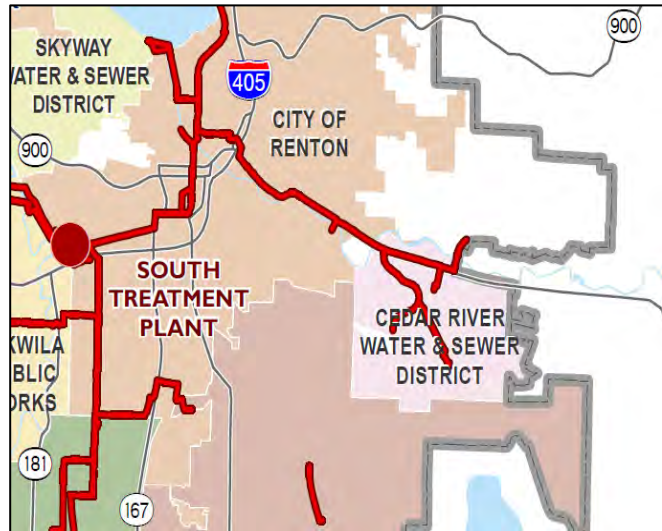 SKYWAY
WATER & SEWER
DISTRICT
900
405
CITY OF
RENTON
900
SOUTH
TREATMENT
PLANT
CEDAR RIVER
WATER & SEWER
DISTRICT
KWILA
BLIC
ORKS
181
167